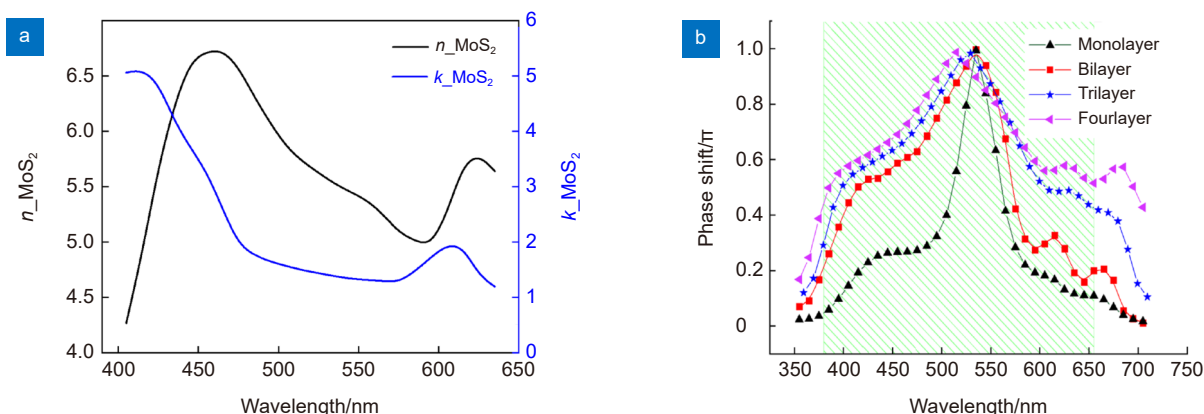 a
n_MoS₂
k_MoS₂
n_MoS₂
6.5
6.0
5.5
5.0
4.5
4.0
6
5
4
3
2
1
0
k_MoS₂
400
450
500
550
600
650
Wavelength/nm
b
Monolayer
Bilayer
Trilayer
Fourlayer
Phase shift/π
1.0
0.8
0.6
0.4
0.2
0
350
400
450
500
550
600
650
700
750
Wavelength/nm